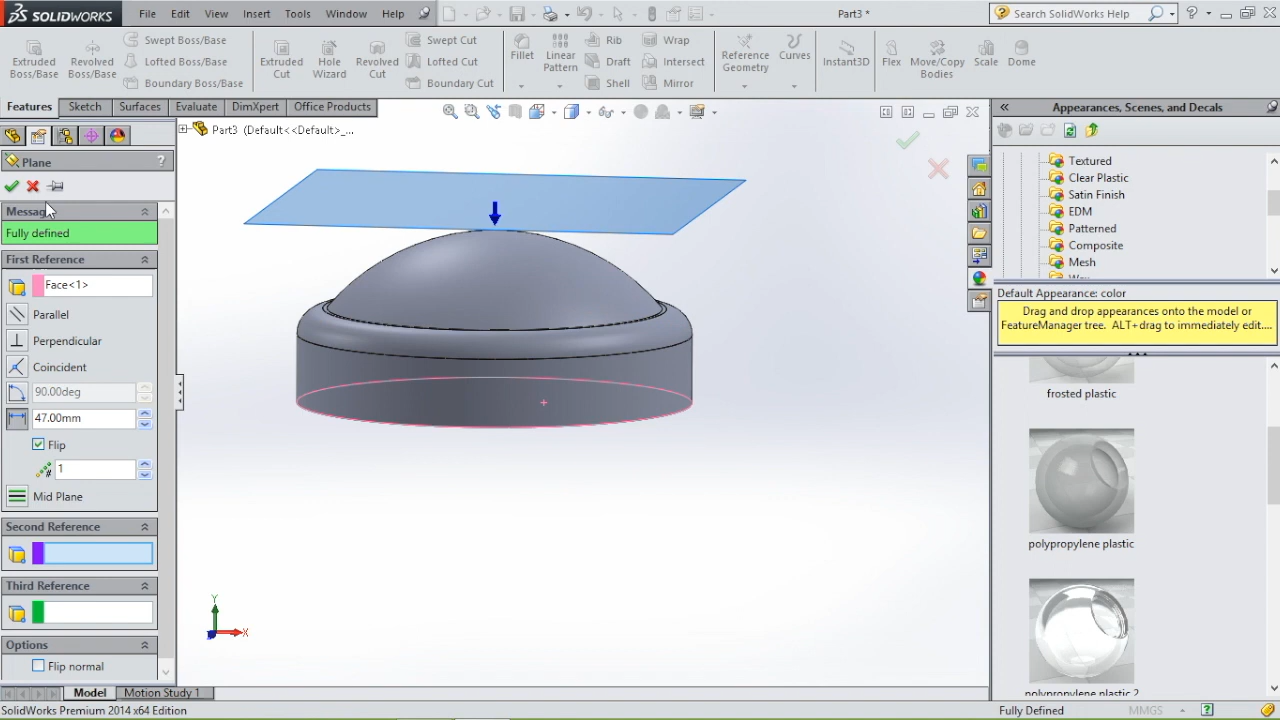 SOLIDWORKS File Edit View Insert Tools Window Help Part3 * Search SolidWorks Help
Extruded Boss/Base
Revolved Boss/Base
Swept Boss/Base
Lofted Boss/Base
Boundary Boss/Base
Extruded Cut
Hole Wizard
Revolved Cut
Swept Cut
Lofted Cut
Boundary Cut
Fillet
Linear Pattern
Rib
Draft
Shell
Wrap
Intersect
Mirror
Reference Geometry
Curves
Instant3D
Flex
Move/Copy Bodies
Scale
Dome
Features Sketch Surfaces Evaluate DimXpert Office Products
Part3 (Default<<Default>_...
Plane ?
Message
Fully defined
First Reference
Face<1>
Parallel
Perpendicular
Coincident
90.00deg
47.00mm
Flip
1
Mid Plane
Second Reference
Third Reference
Options
Flip normal
Y
X
Appearances, Scenes, and Decals
Textured
Clear Plastic
Satin Finish
EDM
Patterned
Composite
Mesh
Default Appearance: color
Drag and drop appearances onto the model or
FeatureManager tree. ALT+drag to immediately edit....
frosted plastic
polypropylene plastic
polypropylene plastic 2
Model Motion Study 1
SolidWorks Premium 2014 x64 Edition Fully Defined MMGS